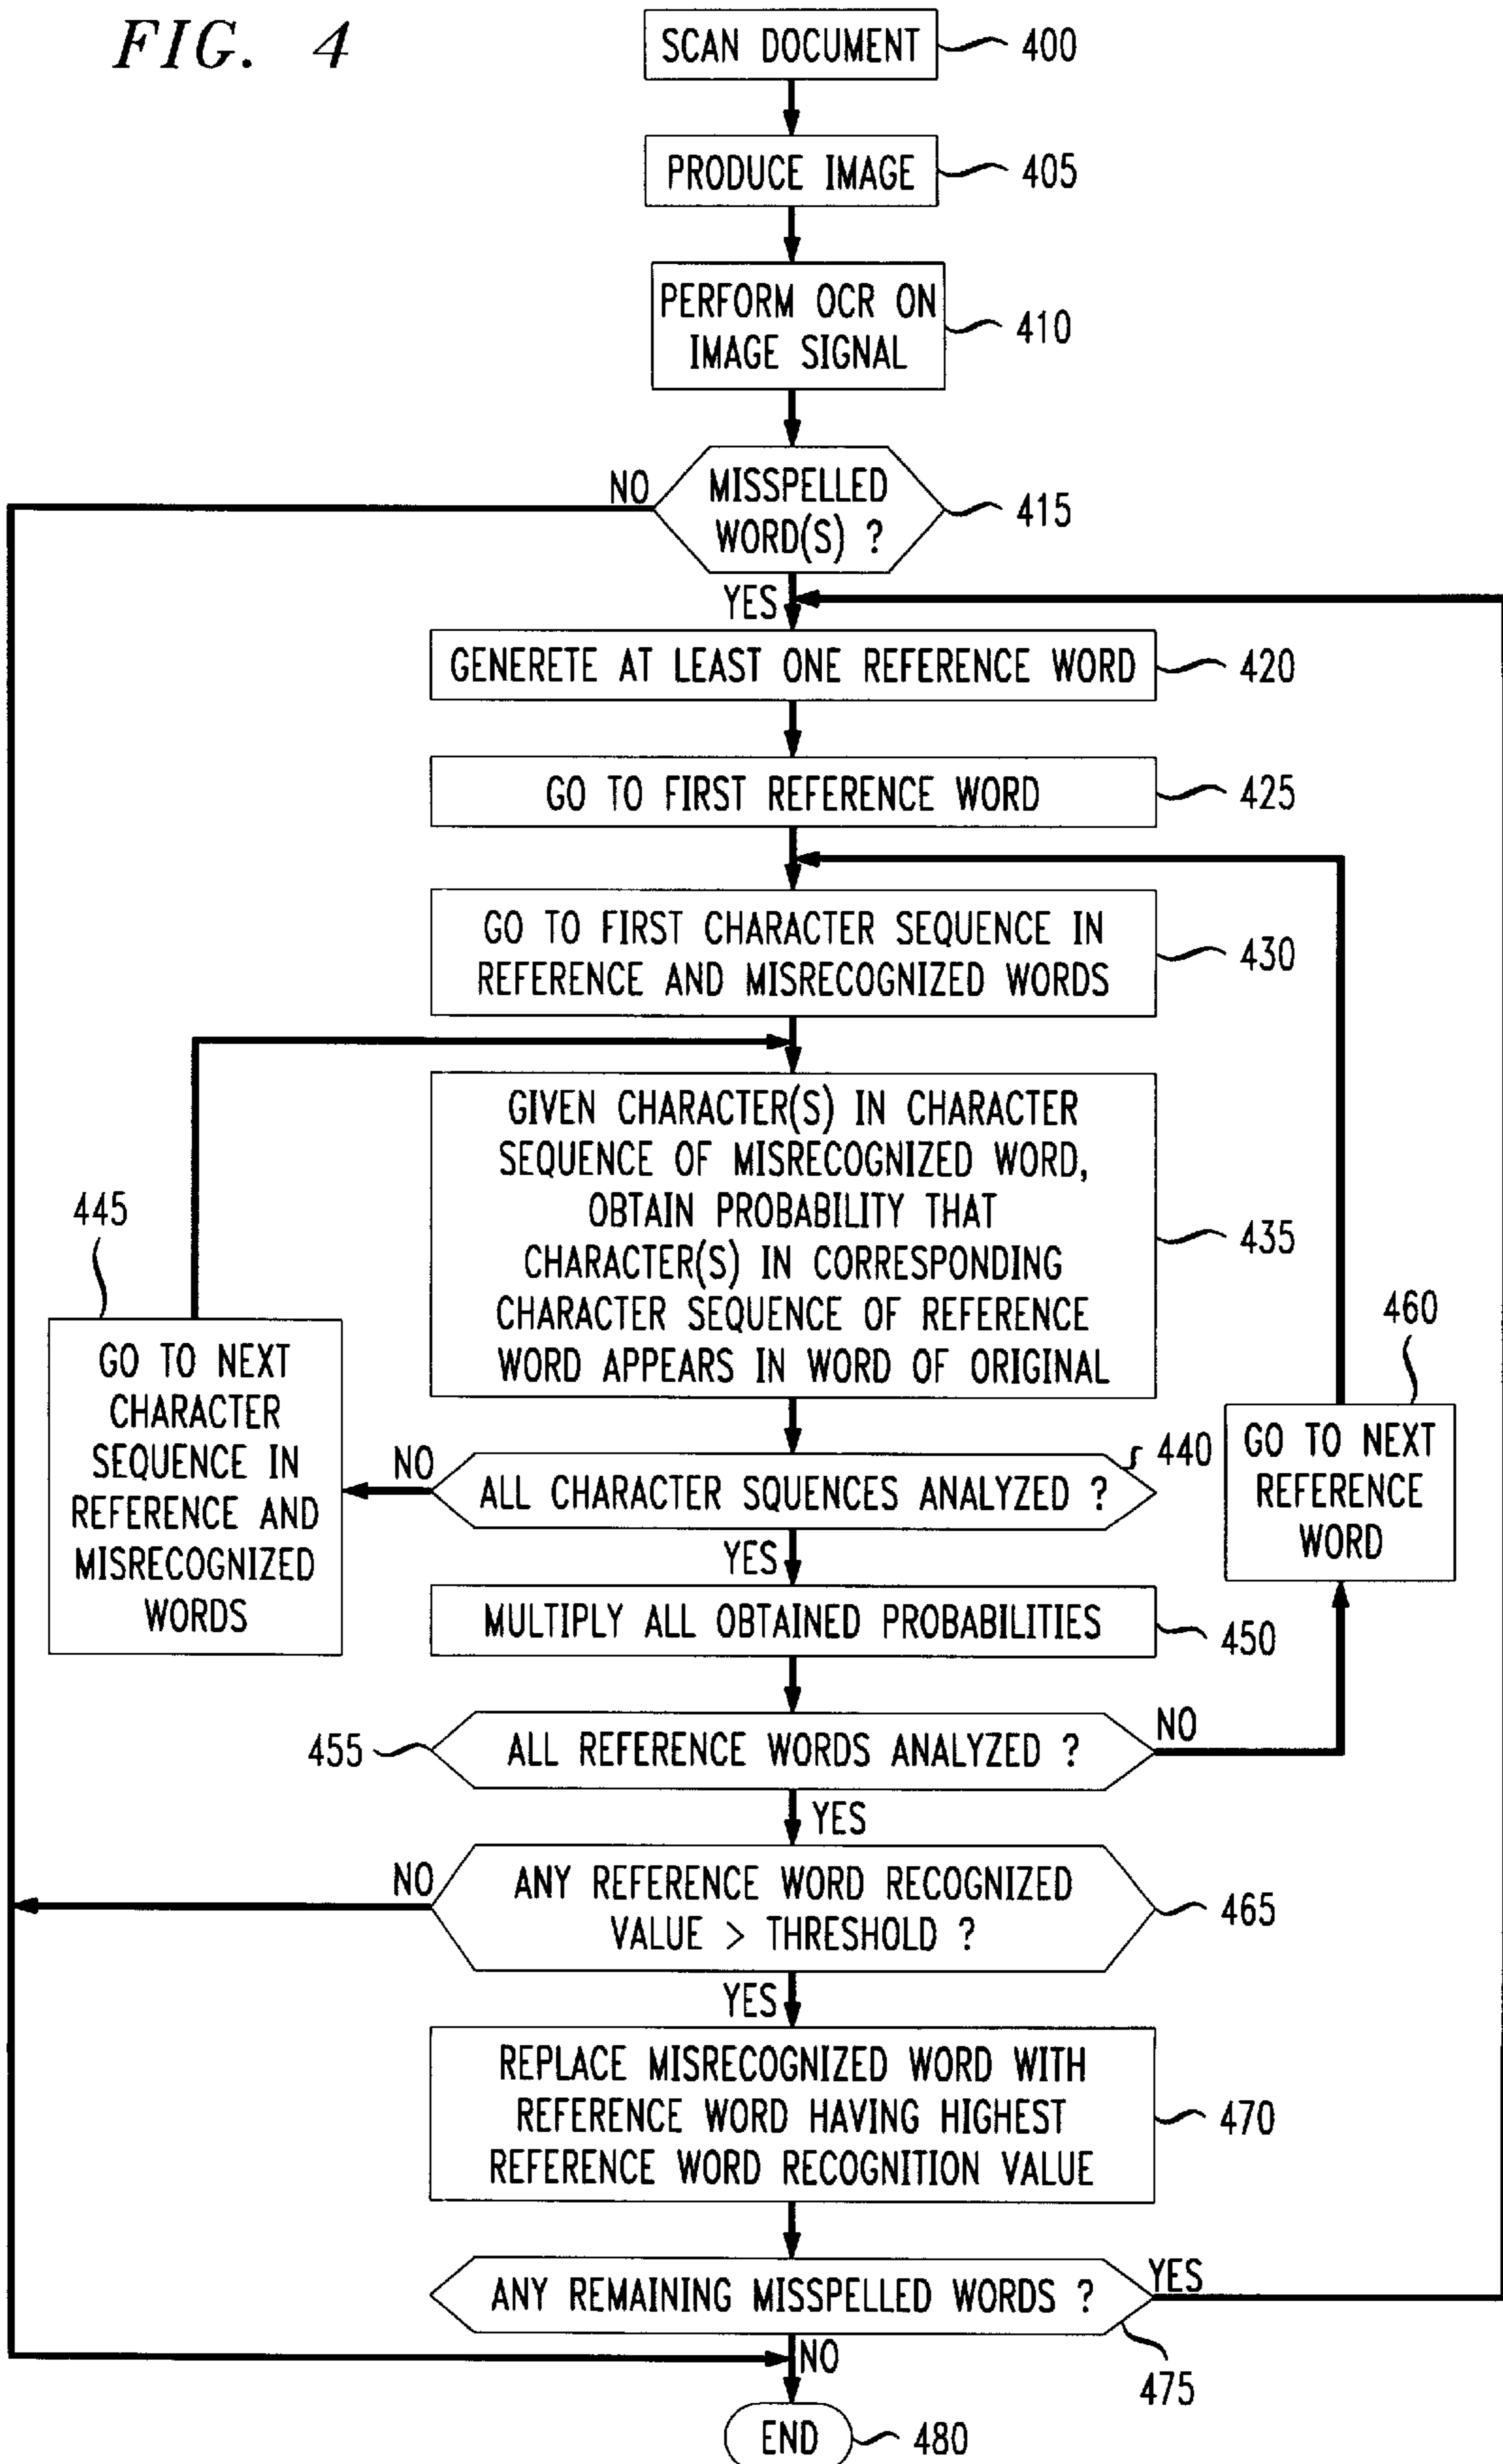 FIG. 4
SCAN DOCUMENT
400
PRODUCE IMAGE
405
PERFORM OCR ON
IMAGE SIGNAL
410
MISSPELLED
WORD(S) ?
415
NO
YES
GENERETE AT LEAST ONE REFERENCE WORD
420
GO TO FIRST REFERENCE WORD
425
GO TO FIRST CHARACTER SEQUENCE IN
REFERENCE AND MISRECOGNIZED WORDS
430
GIVEN CHARACTER(S) IN CHARACTER
SEQUENCE OF MISRECOGNIZED WORD,
OBTAIN PROBABILITY THAT
CHARACTER(S) IN CORRESPONDING
CHARACTER SEQUENCE OF REFERENCE
WORD APPEARS IN WORD OF ORIGINAL
435
445
GO TO NEXT
CHARACTER
SEQUENCE IN
REFERENCE AND
MISRECOGNIZED
WORDS
460
GO TO NEXT
REFERENCE
WORD
NO
ALL CHARACTER SQUENCES ANALYZED ?
440
YES
MULTIPLY ALL OBTAINED PROBABILITIES
450
455
ALL REFERENCE WORDS ANALYZED ?
NO
YES
NO
ANY REFERENCE WORD RECOGNIZED
VALUE > THRESHOLD ?
465
YES
REPLACE MISRECOGNIZED WORD WITH
REFERENCE WORD HAVING HIGHEST
REFERENCE WORD RECOGNITION VALUE
470
ANY REMAINING MISSPELLED WORDS ?
YES
475
NO
END
480